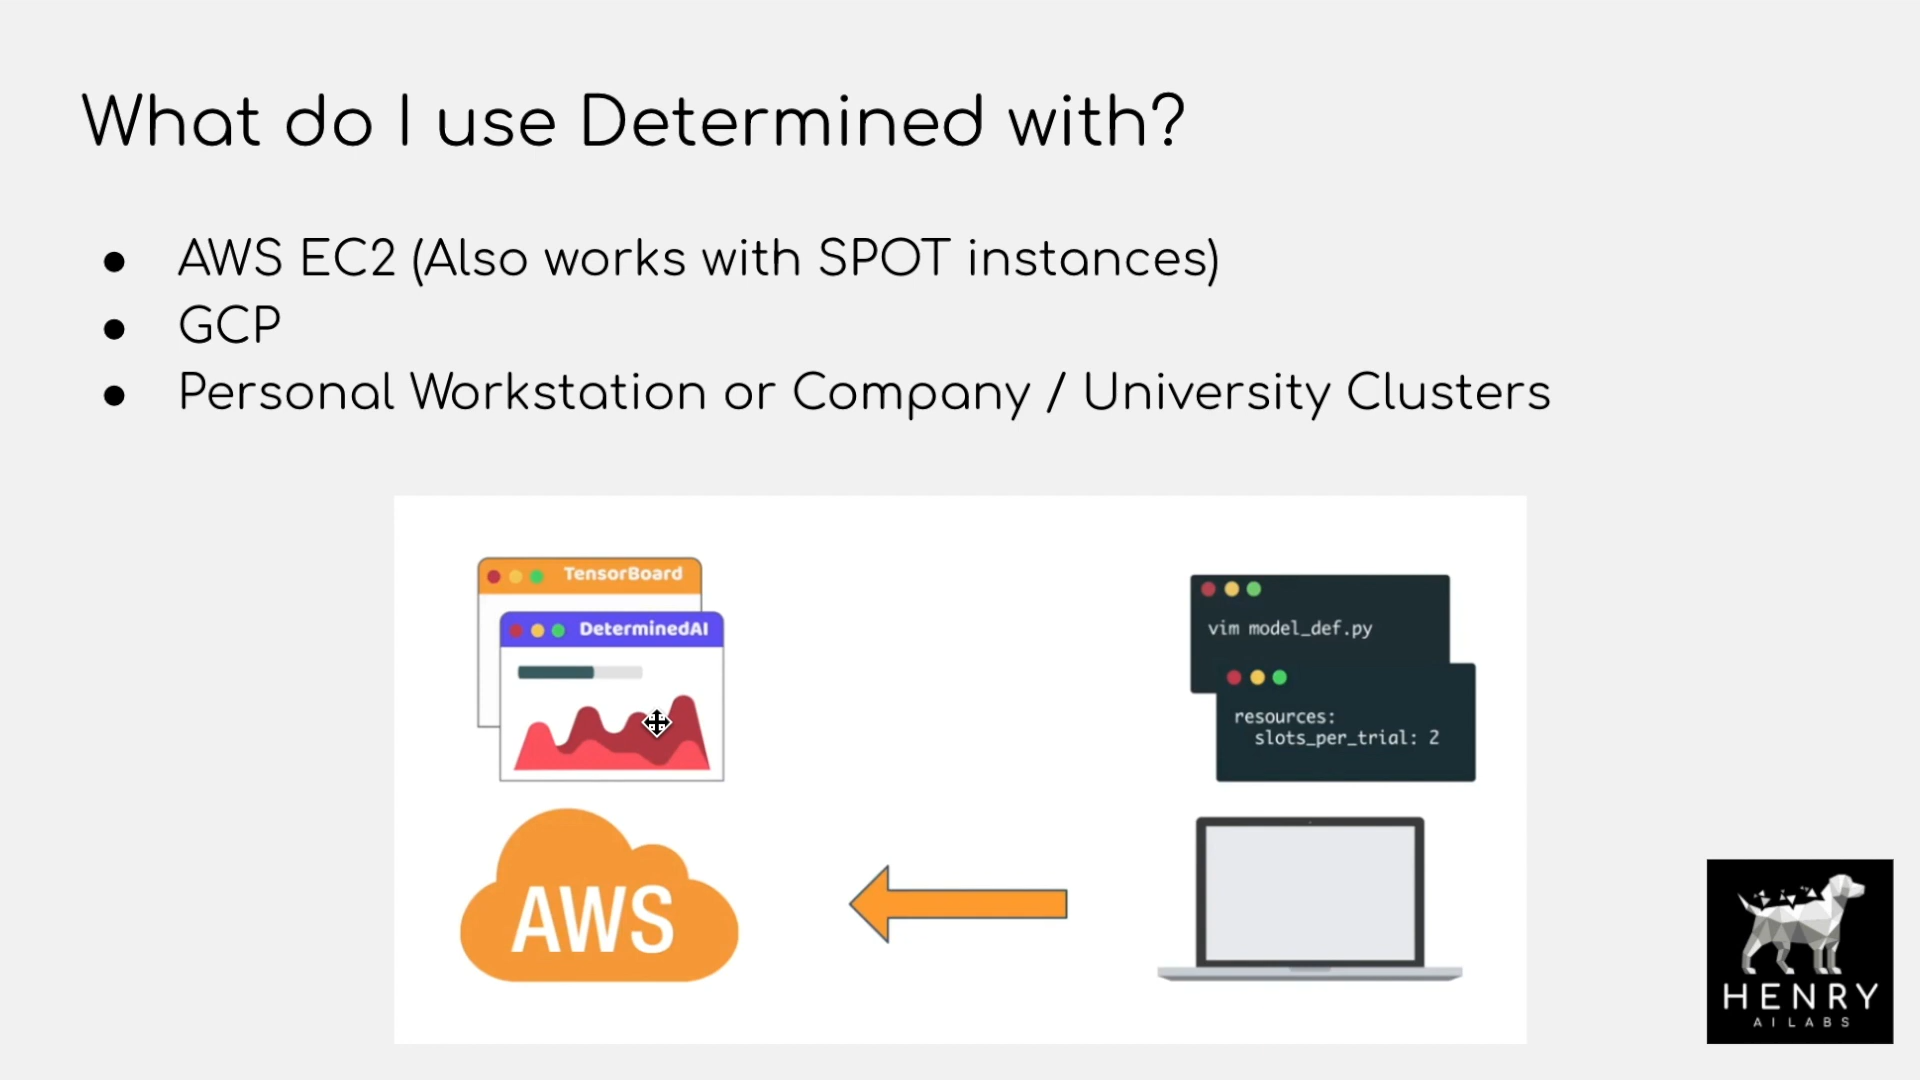 What do I use Determined with?
● AWS EC2 (Also works with SPOT instances)
● GCP
● Personal Workstation or Company / University Clusters
TensorBoard
DeterminedAI
vim model_def.py
resources:
slots_per_trial: 2
AWS
HENRY
AI LABS